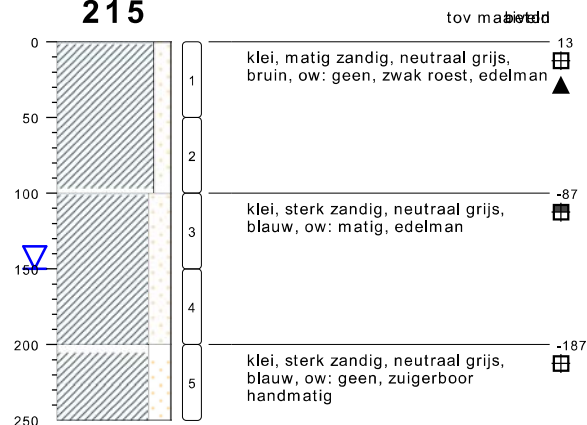 215
tov maaiveld
0
13
klei, matig zandig, neutraal grijs,
bruin, ow: geen, zwak roest, edelman
1
50
2
100
-87
klei, sterk zandig, neutraal grijs,
blauw, ow: matig, edelman
3
150
4
200
-187
klei, sterk zandig, neutraal grijs,
blauw, ow: geen, zuigerboor
handmatig
5
250